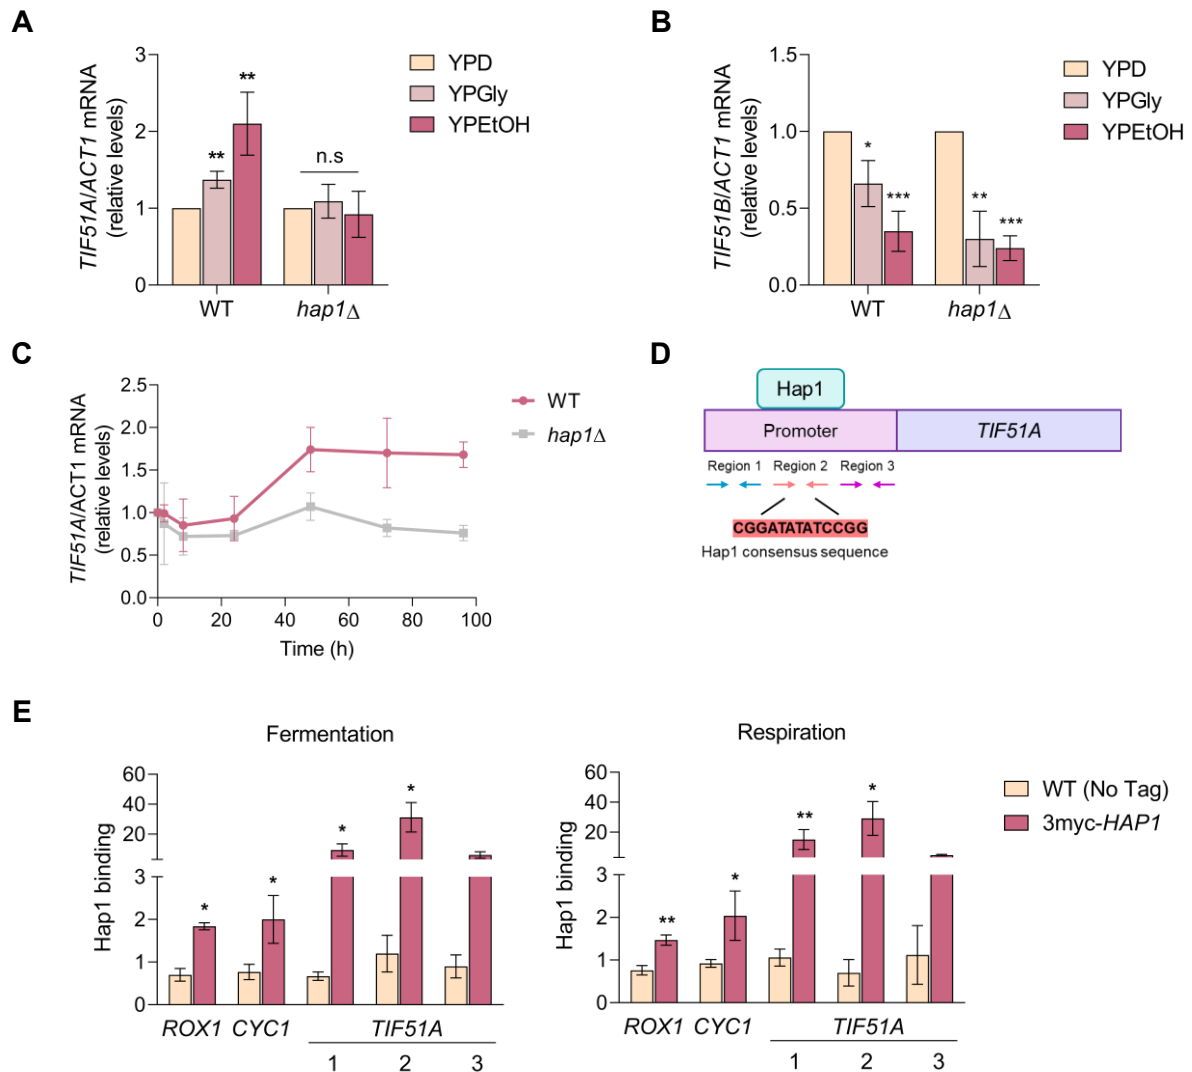 A
TIF51A/ACT1 mRNA
(relative levels)
3
2
1
0
**
**
n.s
WT
hap1Δ
YPD
YPGly
YPEtOH
B
TIF51B/ACT1 mRNA
(relative levels)
1.5
1.0
0.5
0.0
*
***
**
***
WT
hap1Δ
YPD
YPGly
YPEtOH
C
TIF51A/ACT1 mRNA
(relative levels)
2.5
2.0
1.5
1.0
0.5
0.0
0 20 40 60 80 100
Time (h)
WT
hap1Δ
D
Hap1
Promoter
TIF51A
Region 1 Region 2 Region 3
CGGATATATCCGG
Hap1 consensus sequence
E
Fermentation
Hap1 binding
60
40
20
3
2
1
0
*
*
*
*
ROX1 CYC1 TIF51A
1 2 3
Respiration
Hap1 binding
60
40
20
3
2
1
0
**
*
**
*
ROX1 CYC1 TIF51A
1 2 3
WT (No Tag)
3myc-HAP1